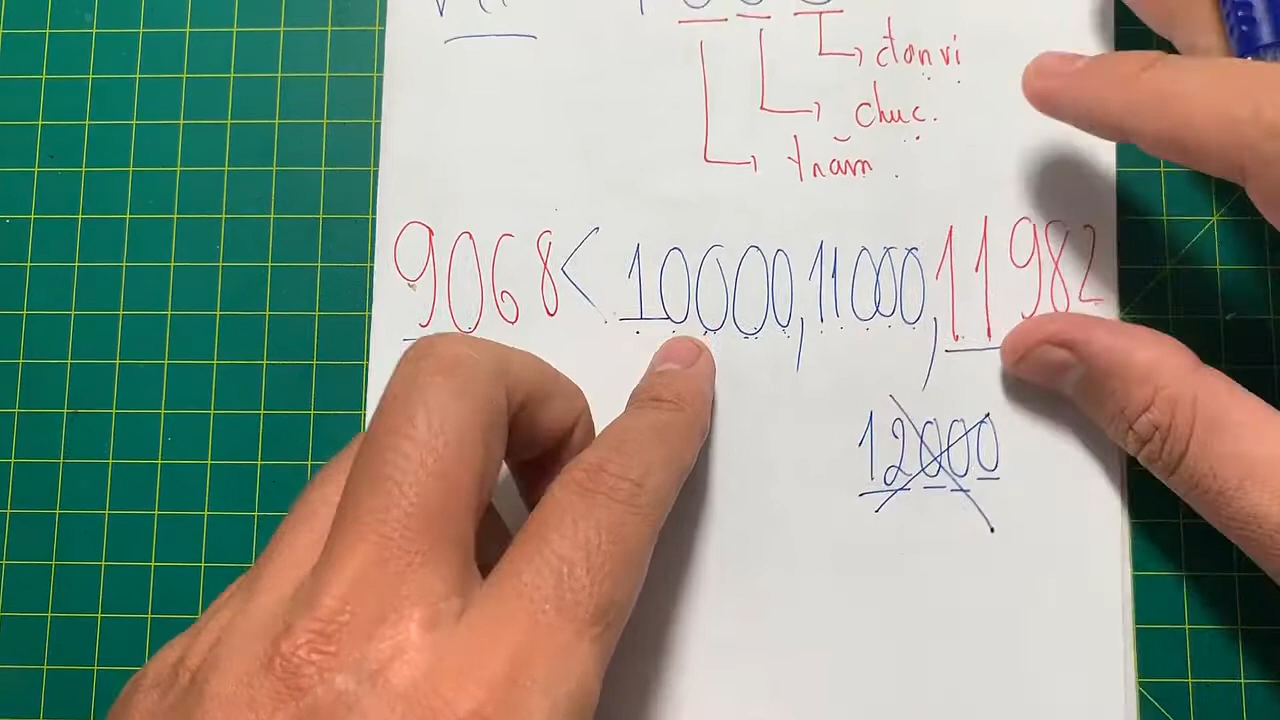 đơn vị
chục.
trăm.
9068 < 10000, 11000, 11982
12000